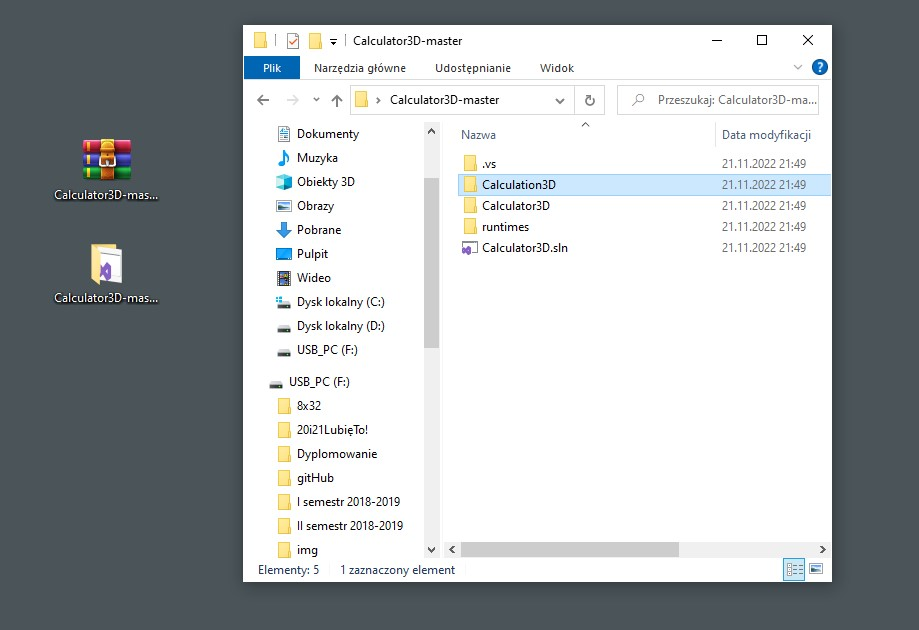 Calculator3D-mas...
Calculator3D-mas...
Calculator3D-master
Plik Narzędzia główne Udostępnianie Widok ?
Calculator3D-master Przeszukaj: Calculator3D-ma...
Dokumenty
Muzyka
Obiekty 3D
Obrazy
Pobrane
Pulpit
Wideo
Dysk lokalny (C:)
Dysk lokalny (D:)
USB_PC (F:)
USB_PC (F:)
8x32
20i21LubięTo!
Dyplomowanie
gitHub
I semestr 2018-2019
II semestr 2018-2019
img
Nazwa Data modyfikacji
.vs 21.11.2022 21:49
Calculation3D 21.11.2022 21:49
Calculator3D 21.11.2022 21:49
runtimes 21.11.2022 21:49
Calculator3D.sln 21.11.2022 21:49
Elementy: 5 1 zaznaczony element